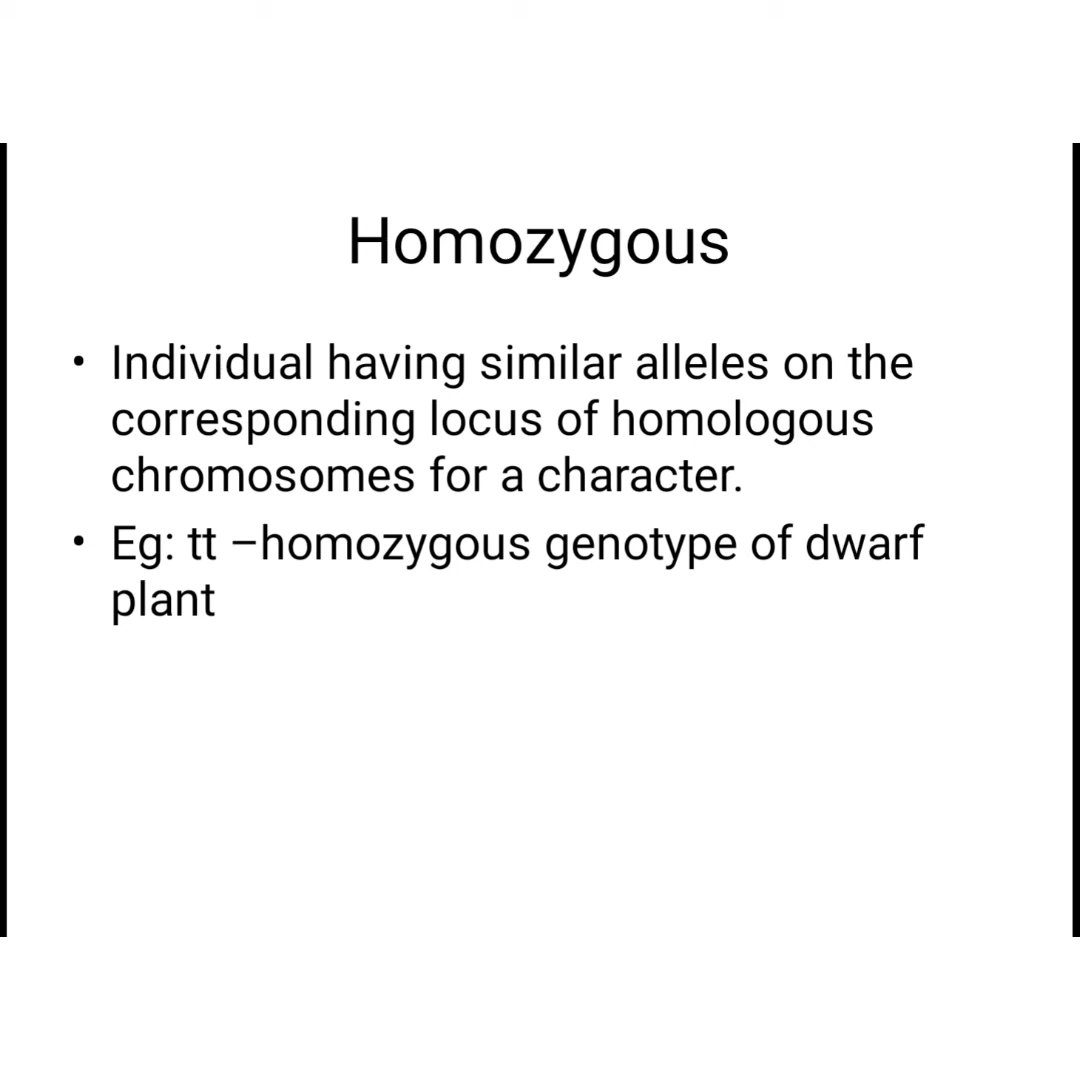 Homozygous
• Individual having similar alleles on the
corresponding locus of homologous
chromosomes for a character.
• Eg: tt –homozygous genotype of dwarf
plant